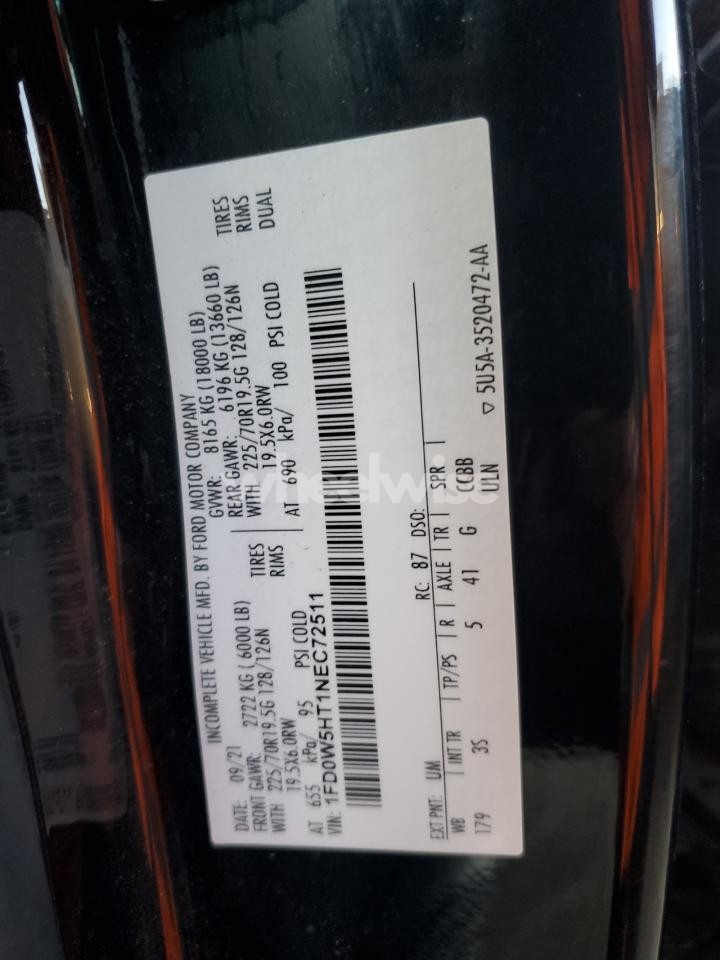 INCOMPLETE VEHICLE MFD. BY FORD MOTOR COMPANY
DATE: 09/21 GVWR: 8165 KG (18000 LB)
FRONT GAWR: 2722 KG ( 6000 LB) REAR GAWR: 6196 KG (13660 LB)
WITH 225/70R19.5G 128/126N TIRES WITH 225/70R19.5G 128/126N TIRES
19.5X6.0RW RIMS 19.5X6.0RW RIMS
AT 655 kPa/ 95 PSI COLD AT 690 kPa/ 100 PSI COLD DUAL
VIN: 1FD0W5HT1NEC72511
EXT PNT: UM RC: 87 DSO:
WB INT TR TP/PS R AXLE TR SPR
179 3S 5 41 G CCBB
ULN
▽ 5U5A-3520472-AA
wheelwise